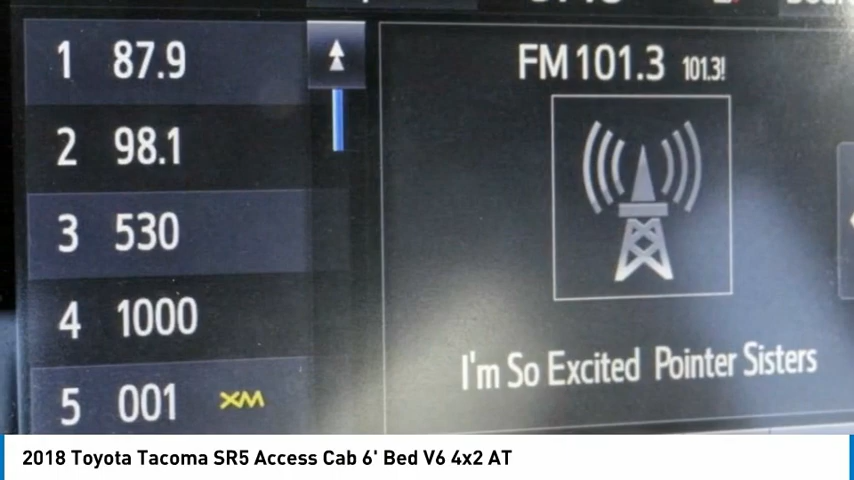 1 87.9
2 98.1
3 530
4 1000
5 001 XM
FM 101.3 101.3!
I'm So Excited Pointer Sisters
2018 Toyota Tacoma SR5 Access Cab 6' Bed V6 4x2 AT